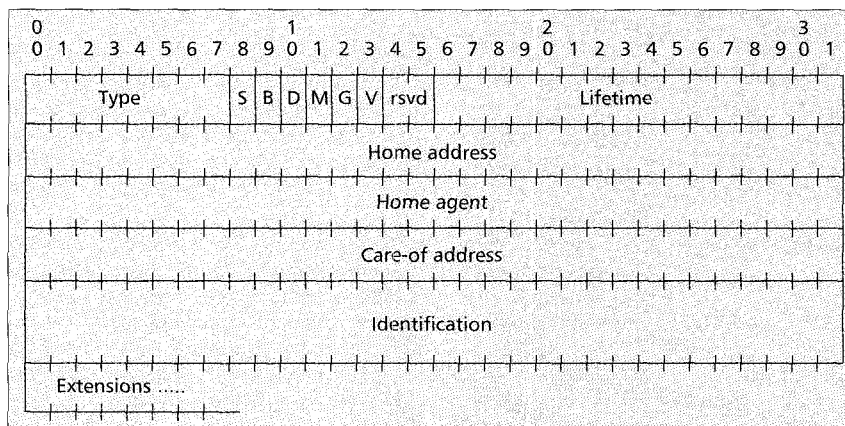 0 1 2 3
0 1 2 3 4 5 6 7 8 9 0 1 2 3 4 5 6 7 8 9 0 1 2 3 4 5 6 7 8 9 0 1
Type S B D M G V rsvd Lifetime
Home address
Home agent
Care-of address
Identification
Extensions .....